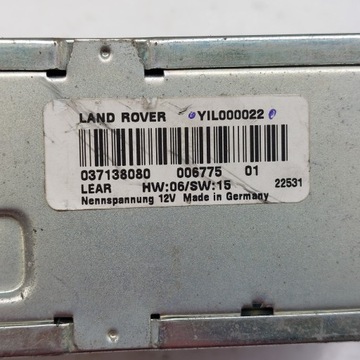 LAND ROVER YIL000022
037138080 006775 01
LEAR HW:06/SW:15 22531
Nennspannung 12V Made in Germany